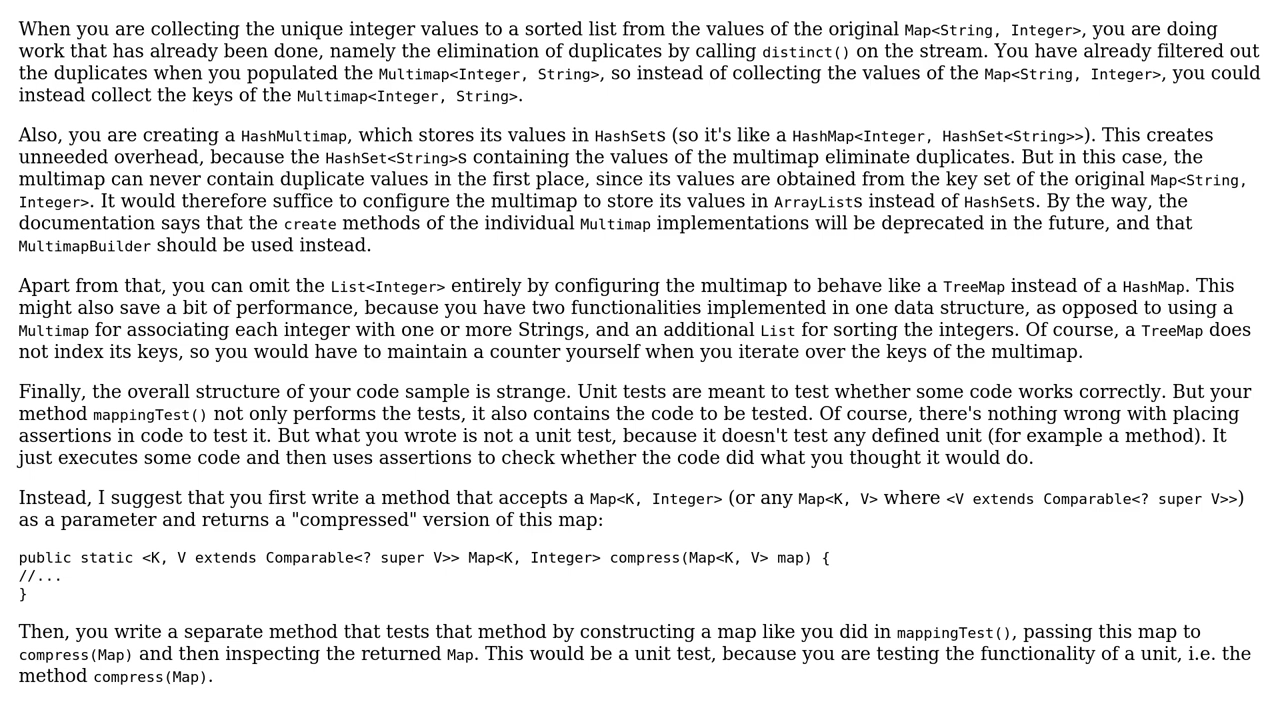 When you are collecting the unique integer values to a sorted list from the values of the original Map<String, Integer>, you are doing
work that has already been done, namely the elimination of duplicates by calling distinct() on the stream. You have already filtered out
the duplicates when you populated the Multimap<Integer, String>, so instead of collecting the values of the Map<String, Integer>, you could
instead collect the keys of the Multimap<Integer, String>.
Also, you are creating a HashMultimap, which stores its values in HashSets (so it's like a HashMap<Integer, HashSet<String>>). This creates
unneeded overhead, because the HashSet<String>s containing the values of the multimap eliminate duplicates. But in this case, the
multimap can never contain duplicate values in the first place, since its values are obtained from the key set of the original Map<String,
Integer>. It would therefore suffice to configure the multimap to store its values in ArrayLists instead of HashSets. By the way, the
documentation says that the create methods of the individual Multimap implementations will be deprecated in the future, and that
MultimapBuilder should be used instead.
Apart from that, you can omit the List<Integer> entirely by configuring the multimap to behave like a TreeMap instead of a HashMap. This
might also save a bit of performance, because you have two functionalities implemented in one data structure, as opposed to using a
Multimap for associating each integer with one or more Strings, and an additional List for sorting the integers. Of course, a TreeMap does
not index its keys, so you would have to maintain a counter yourself when you iterate over the keys of the multimap.
Finally, the overall structure of your code sample is strange. Unit tests are meant to test whether some code works correctly. But your
method mappingTest() not only performs the tests, it also contains the code to be tested. Of course, there's nothing wrong with placing
assertions in code to test it. But what you wrote is not a unit test, because it doesn't test any defined unit (for example a method). It
just executes some code and then uses assertions to check whether the code did what you thought it would do.
Instead, I suggest that you first write a method that accepts a Map<K, Integer> (or any Map<K, V> where <V extends Comparable<? super V>>)
as a parameter and returns a "compressed" version of this map:
public static <K, V extends Comparable<? super V>> Map<K, Integer> compress(Map<K, V> map) {
//...
}
Then, you write a separate method that tests that method by constructing a map like you did in mappingTest(), passing this map to
compress(Map) and then inspecting the returned Map. This would be a unit test, because you are testing the functionality of a unit, i.e. the
method compress(Map).